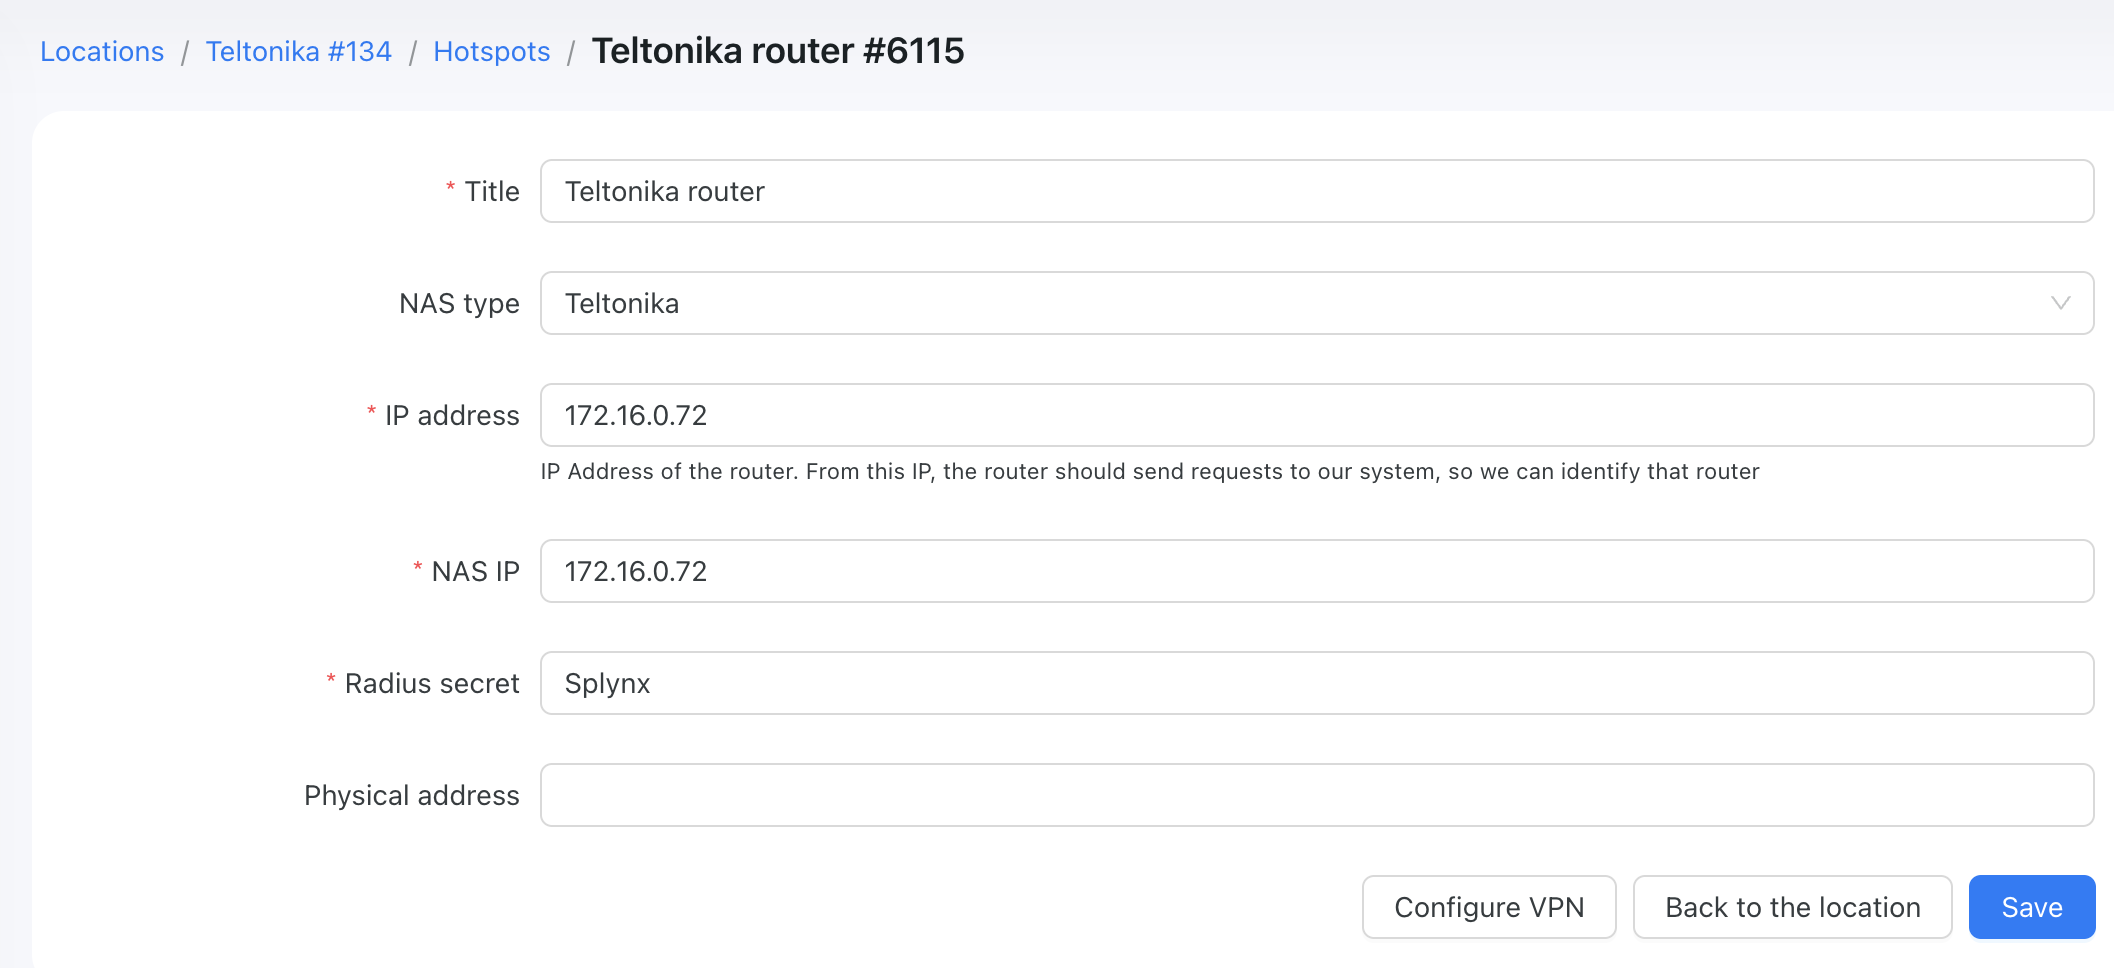 Locations / Teltonika #134 / Hotspots / Teltonika router #6115
* Title Teltonika router
NAS type Teltonika
* IP address 172.16.0.72
IP Address of the router. From this IP, the router should send requests to our system, so we can identify that router
* NAS IP 172.16.0.72
* Radius secret Splynx
Physical address
Configure VPN Back to the location Save